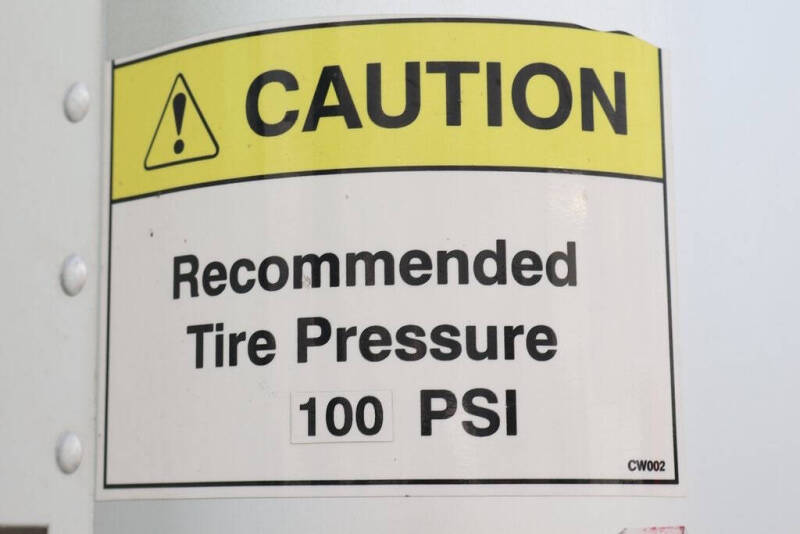 CAUTION
Recommended
Tire Pressure
100 PSI
CW002